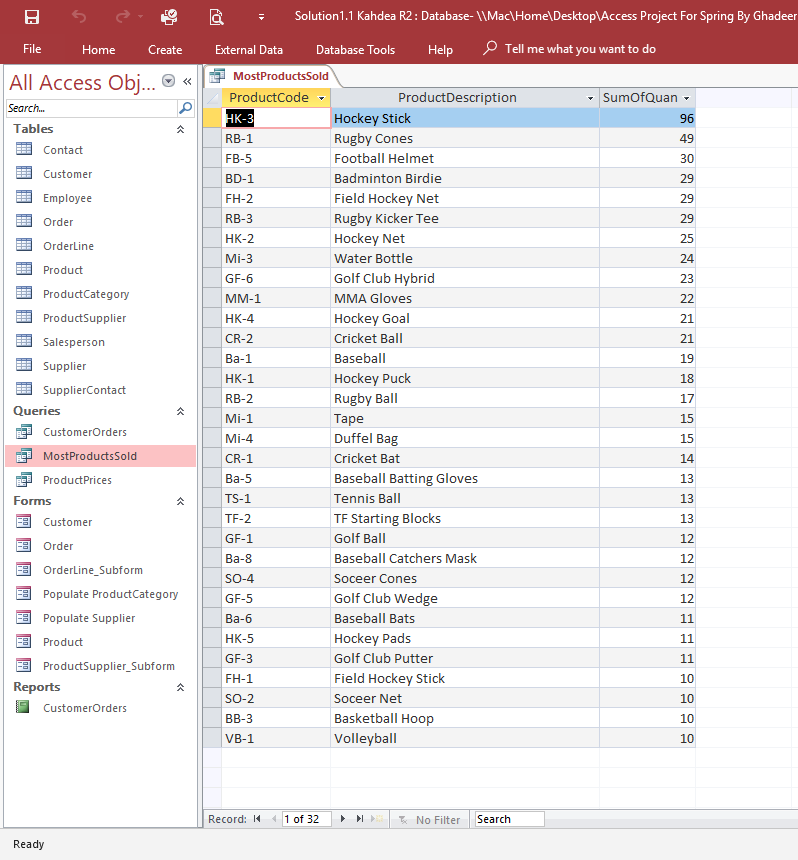 Solution1.1 Kahdea R2 : Database- \\Mac\Home\Desktop\Access Project For Spring By Ghadeer
File Home Create External Data Database Tools Help Tell me what you want to do
All Access Obj...
Search...
Tables
Contact
Customer
Employee
Order
OrderLine
Product
ProductCategory
ProductSupplier
Salesperson
Supplier
SupplierContact
Queries
CustomerOrders
MostProductsSold
ProductPrices
Forms
Customer
Order
OrderLine_Subform
Populate ProductCategory
Populate Supplier
Product
ProductSupplier_Subform
Reports
CustomerOrders
MostProductsSold
ProductCode ProductDescription SumOfQuan
HK-3 Hockey Stick 96
RB-1 Rugby Cones 49
FB-5 Football Helmet 30
BD-1 Badminton Birdie 29
FH-2 Field Hockey Net 29
RB-3 Rugby Kicker Tee 29
HK-2 Hockey Net 25
Mi-3 Water Bottle 24
GF-6 Golf Club Hybrid 23
MM-1 MMA Gloves 22
HK-4 Hockey Goal 21
CR-2 Cricket Ball 21
Ba-1 Baseball 19
HK-1 Hockey Puck 18
RB-2 Rugby Ball 17
Mi-1 Tape 15
Mi-4 Duffel Bag 15
CR-1 Cricket Bat 14
Ba-5 Baseball Batting Gloves 13
TS-1 Tennis Ball 13
TF-2 TF Starting Blocks 13
GF-1 Golf Ball 12
Ba-8 Baseball Catchers Mask 12
SO-4 Soceer Cones 12
GF-5 Golf Club Wedge 12
Ba-6 Baseball Bats 11
HK-5 Hockey Pads 11
GF-3 Golf Club Putter 11
FH-1 Field Hockey Stick 10
SO-2 Soceer Net 10
BB-3 Basketball Hoop 10
VB-1 Volleyball 10
Record: 1 of 32 No Filter Search
Ready